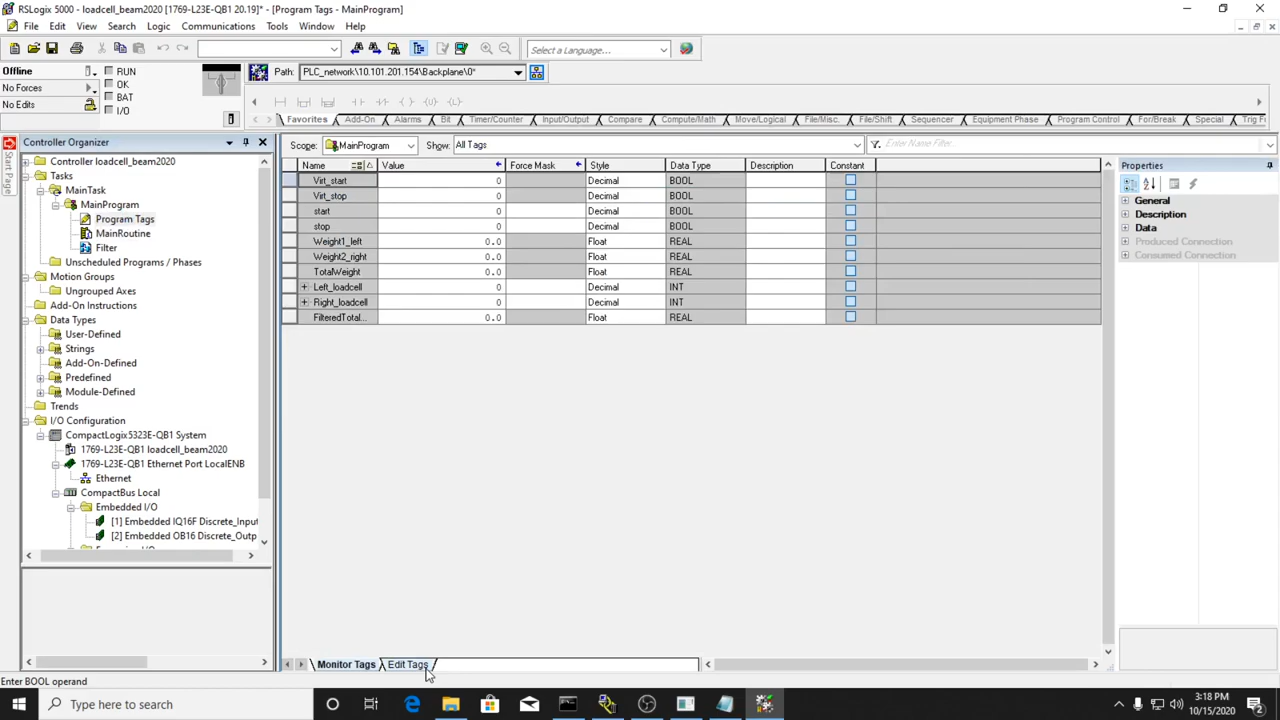 RSLogix 5000 - loadcell_beam2020 [1769-L23E-QB1 20.19]* - [Program Tags - MainProgram]
File Edit View Search Logic Communications Tools Window Help
Select a Language...
Offline RUN Path: PLC_network\10.101.201.154\Backplane\0*
No Forces OK
No Edits BAT
I/O
Favorites Add-On Alarms Bit Timer/Counter Input/Output Compare Compute/Math Move/Logical File/Misc. File/Shift Sequencer Equipment Phase Program Control For/Break Special Trig F
Start Page
Controller Organizer
Controller loadcell_beam2020
Tasks
MainTask
MainProgram
Program Tags
MainRoutine
Filter
Unscheduled Programs / Phases
Motion Groups
Ungrouped Axes
Add-On Instructions
Data Types
User-Defined
Strings
Add-On-Defined
Predefined
Module-Defined
Trends
I/O Configuration
CompactLogix5323E-QB1 System
1769-L23E-QB1 loadcell_beam2020
1769-L23E-QB1 Ethernet Port LocalENB
Ethernet
CompactBus Local
Embedded I/O
[1] Embedded IQ16F Discrete_Input
[2] Embedded OB16 Discrete_Outp
Scope: MainProgram Show: All Tags Enter Name Filter...
Name Value Force Mask Style Data Type Description Constant
Virt_start 0 Decimal BOOL
Virt_stop 0 Decimal BOOL
start 0 Decimal BOOL
stop 0 Decimal BOOL
Weight1_left 0.0 Float REAL
Weight2_right 0.0 Float REAL
TotalWeight 0.0 Float REAL
Left_loadcell 0 Decimal INT
Right_loadcell 0 Decimal INT
FilteredTotal... 0.0 Float REAL
Properties
General
Description
Data
Produced Connection
Consumed Connection
Monitor Tags Edit Tags
Enter BOOL operand
Type here to search
3:18 PM
10/15/2020
2